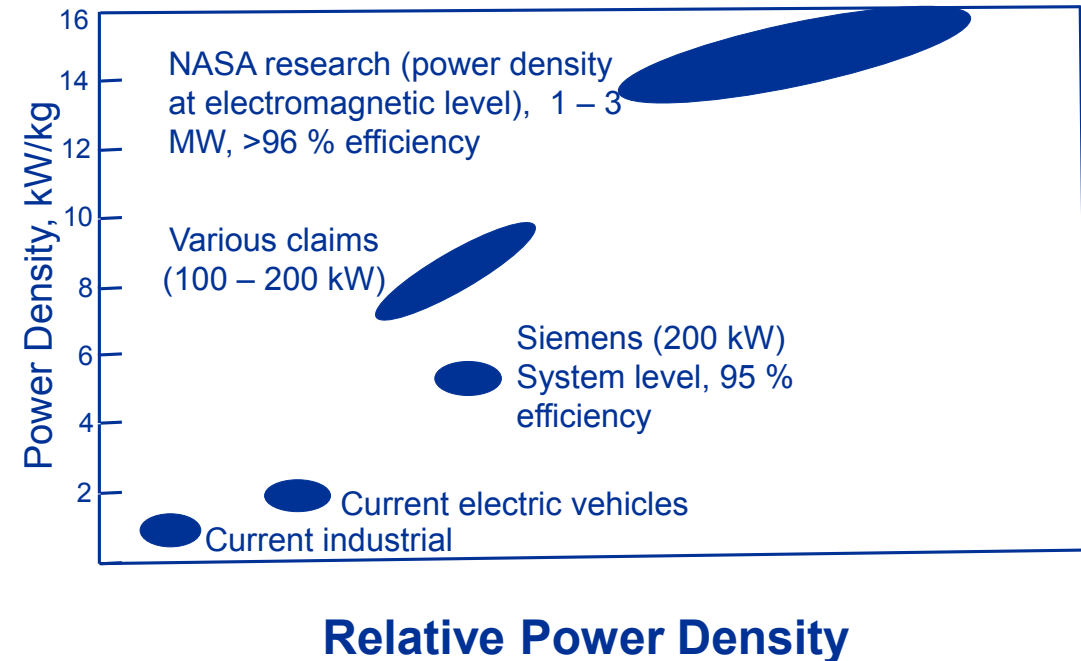 16
NASA research (power density
14
at electromagnetic level), 1 – 3
MW, >96 % efficiency
12
Power Density, kW/kg
10
Various claims
(100 – 200 kW)
8
Siemens (200 kW)
6
System level, 95 %
efficiency
4
2
Current electric vehicles
Current industrial
Relative Power Density